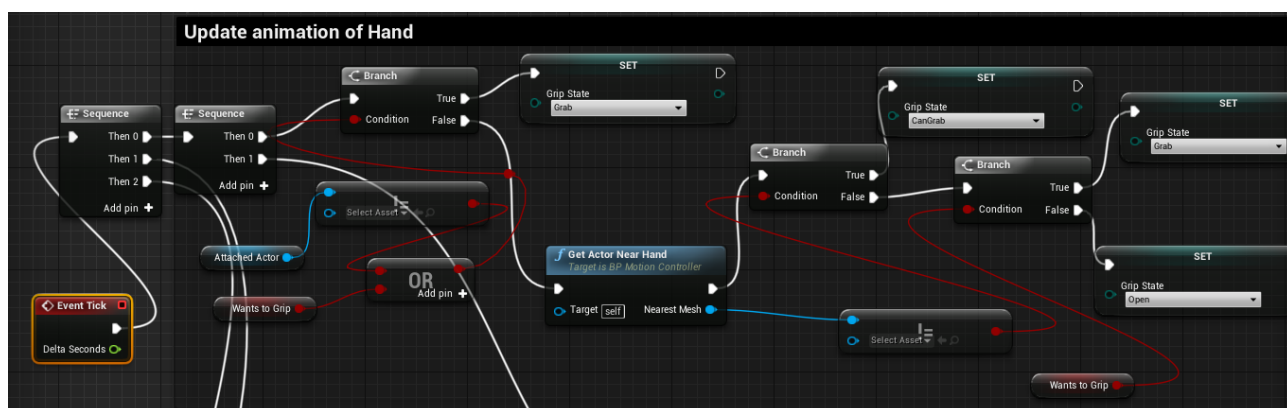 Update animation of Hand
Sequence
Then 0
Then 1
Then 2
Add pin +
Sequence
Then 0
Then 1
Add pin +
Branch
Condition
True
False
SET
Grip State
Grab
Attached Actor
!=
Select Asset
Wants to Grip
OR
Add pin +
Event Tick
Delta Seconds
f Get Actor Near Hand
Target is BP Motion Controller
Target self
Nearest Mesh
!=
Select Asset
Branch
Condition
True
False
SET
Grip State
CanGrab
Branch
Condition
True
False
Wants to Grip
SET
Grip State
Grab
SET
Grip State
Open